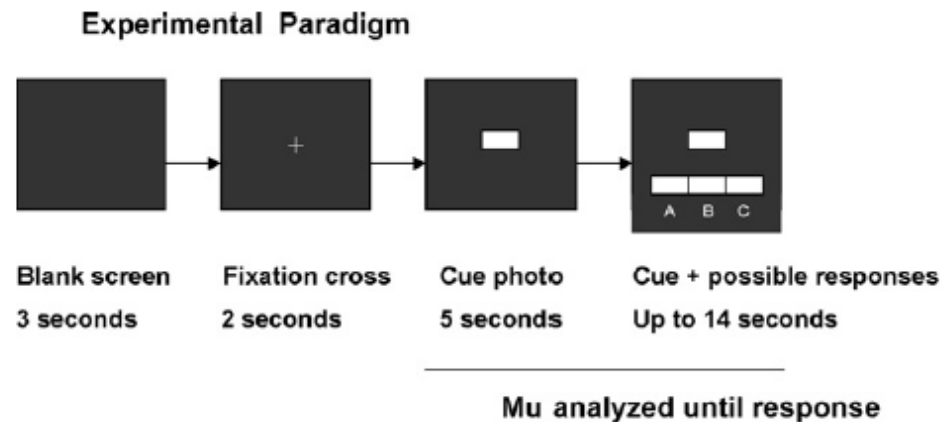 Experimental Paradigm
A B C
Blank screen Fixation cross Cue photo Cue + possible responses
3 seconds 2 seconds 5 seconds Up to 14 seconds
Mu analyzed until response